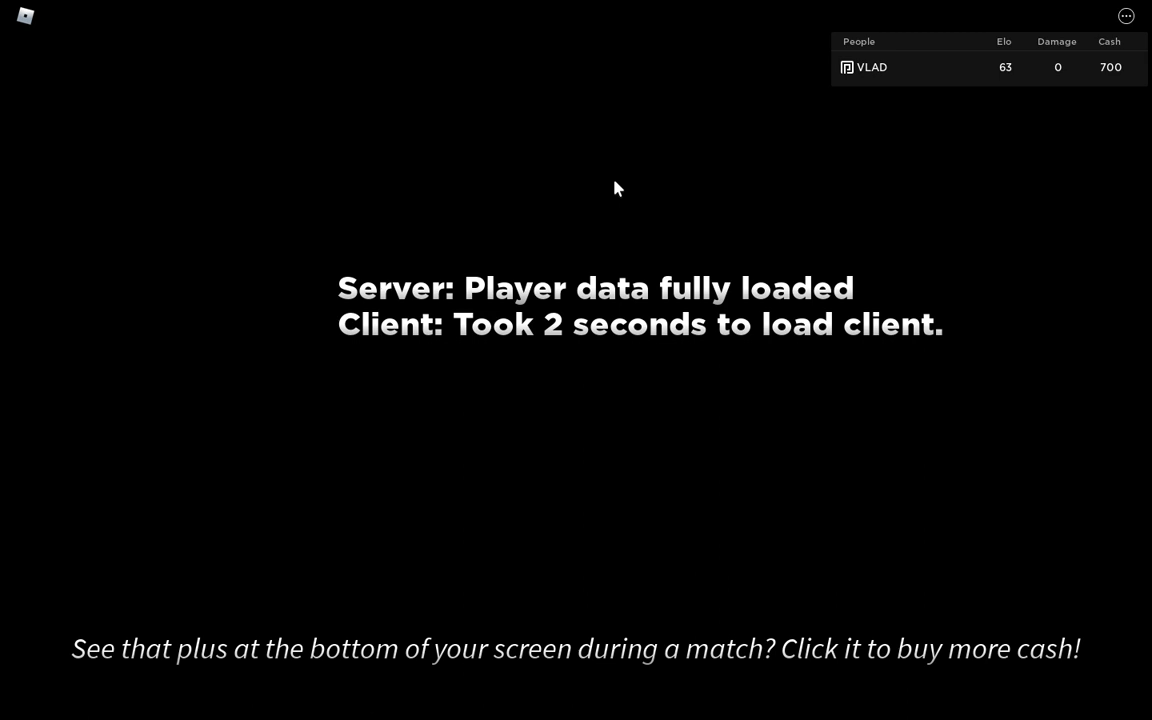 People Elo Damage Cash
VLAD 63 0 700
Server: Player data fully loaded
Client: Took 2 seconds to load client.
See that plus at the bottom of your screen during a match? Click it to buy more cash!